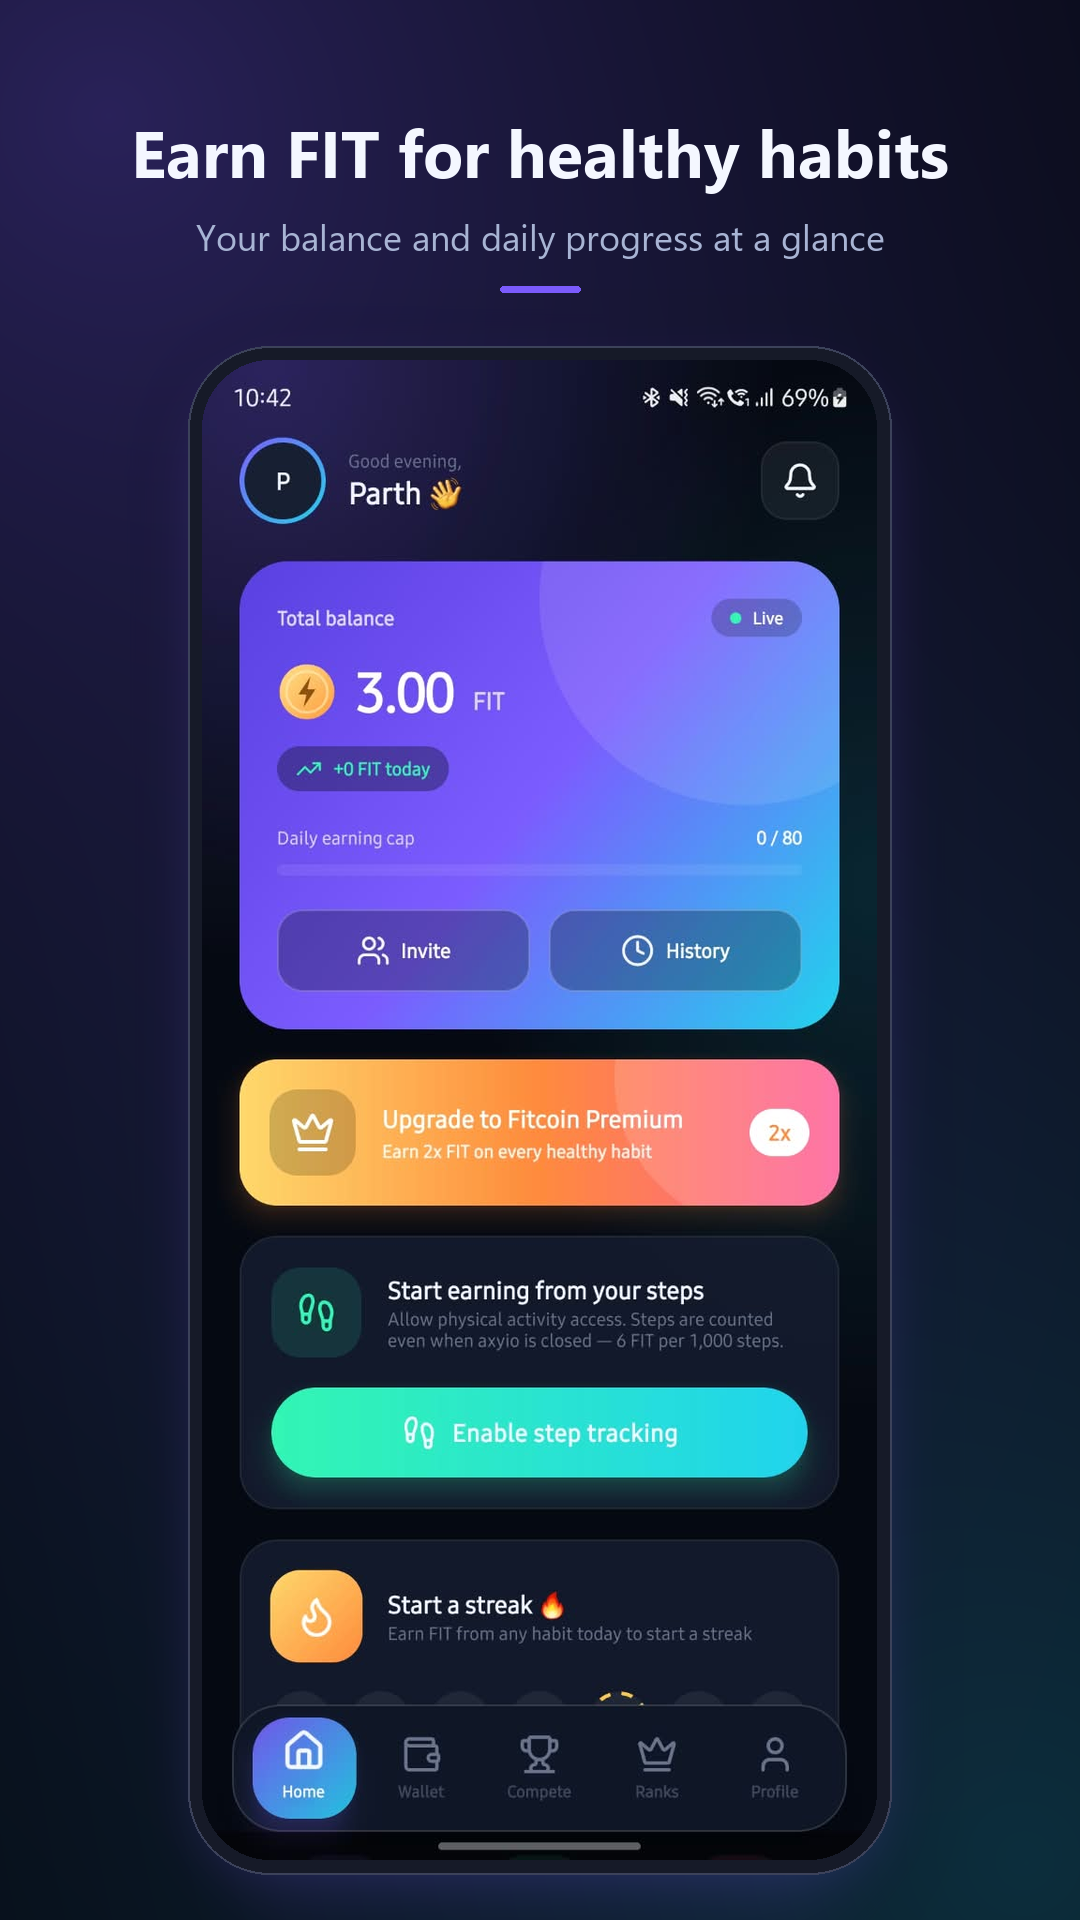 Earn FIT for healthy habits
Your balance and daily progress at a glance
10:42
69%
P
Good evening,
Parth 👋
Total balance
Live
3.00 FIT
+0 FIT today
Daily earning cap
0 / 80
Invite
History
Upgrade to Fitcoin Premium
Earn 2x FIT on every healthy habit
2x
Start earning from your steps
Allow physical activity access. Steps are counted
even when axyio is closed — 6 FIT per 1,000 steps.
Enable step tracking
Start a streak 🔥
Earn FIT from any habit today to start a streak
Home
Wallet
Compete
Ranks
Profile